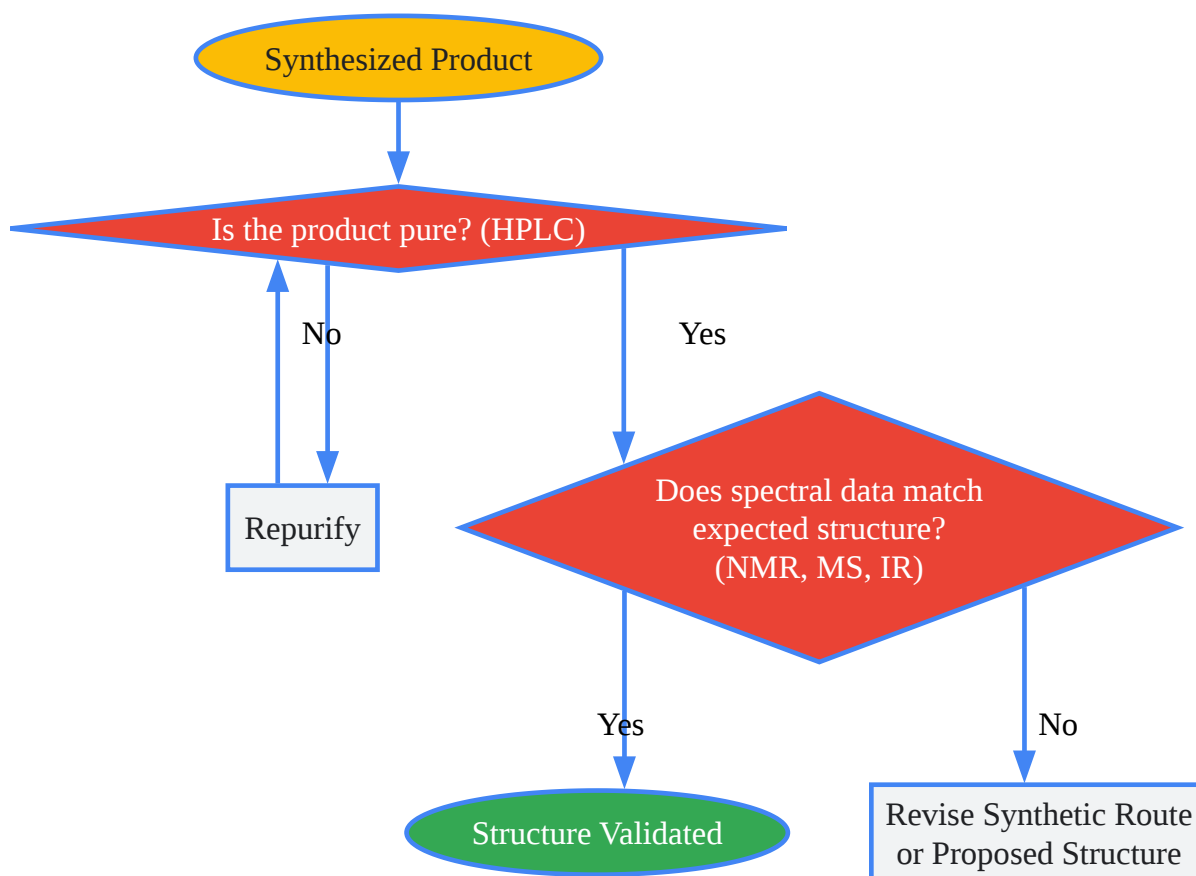 Synthesized Product
Is the product pure? (HPLC)
No
Yes
Repurify
Does spectral data match
expected structure?
(NMR, MS, IR)
Yes
No
Structure Validated
Revise Synthetic Route
or Proposed Structure